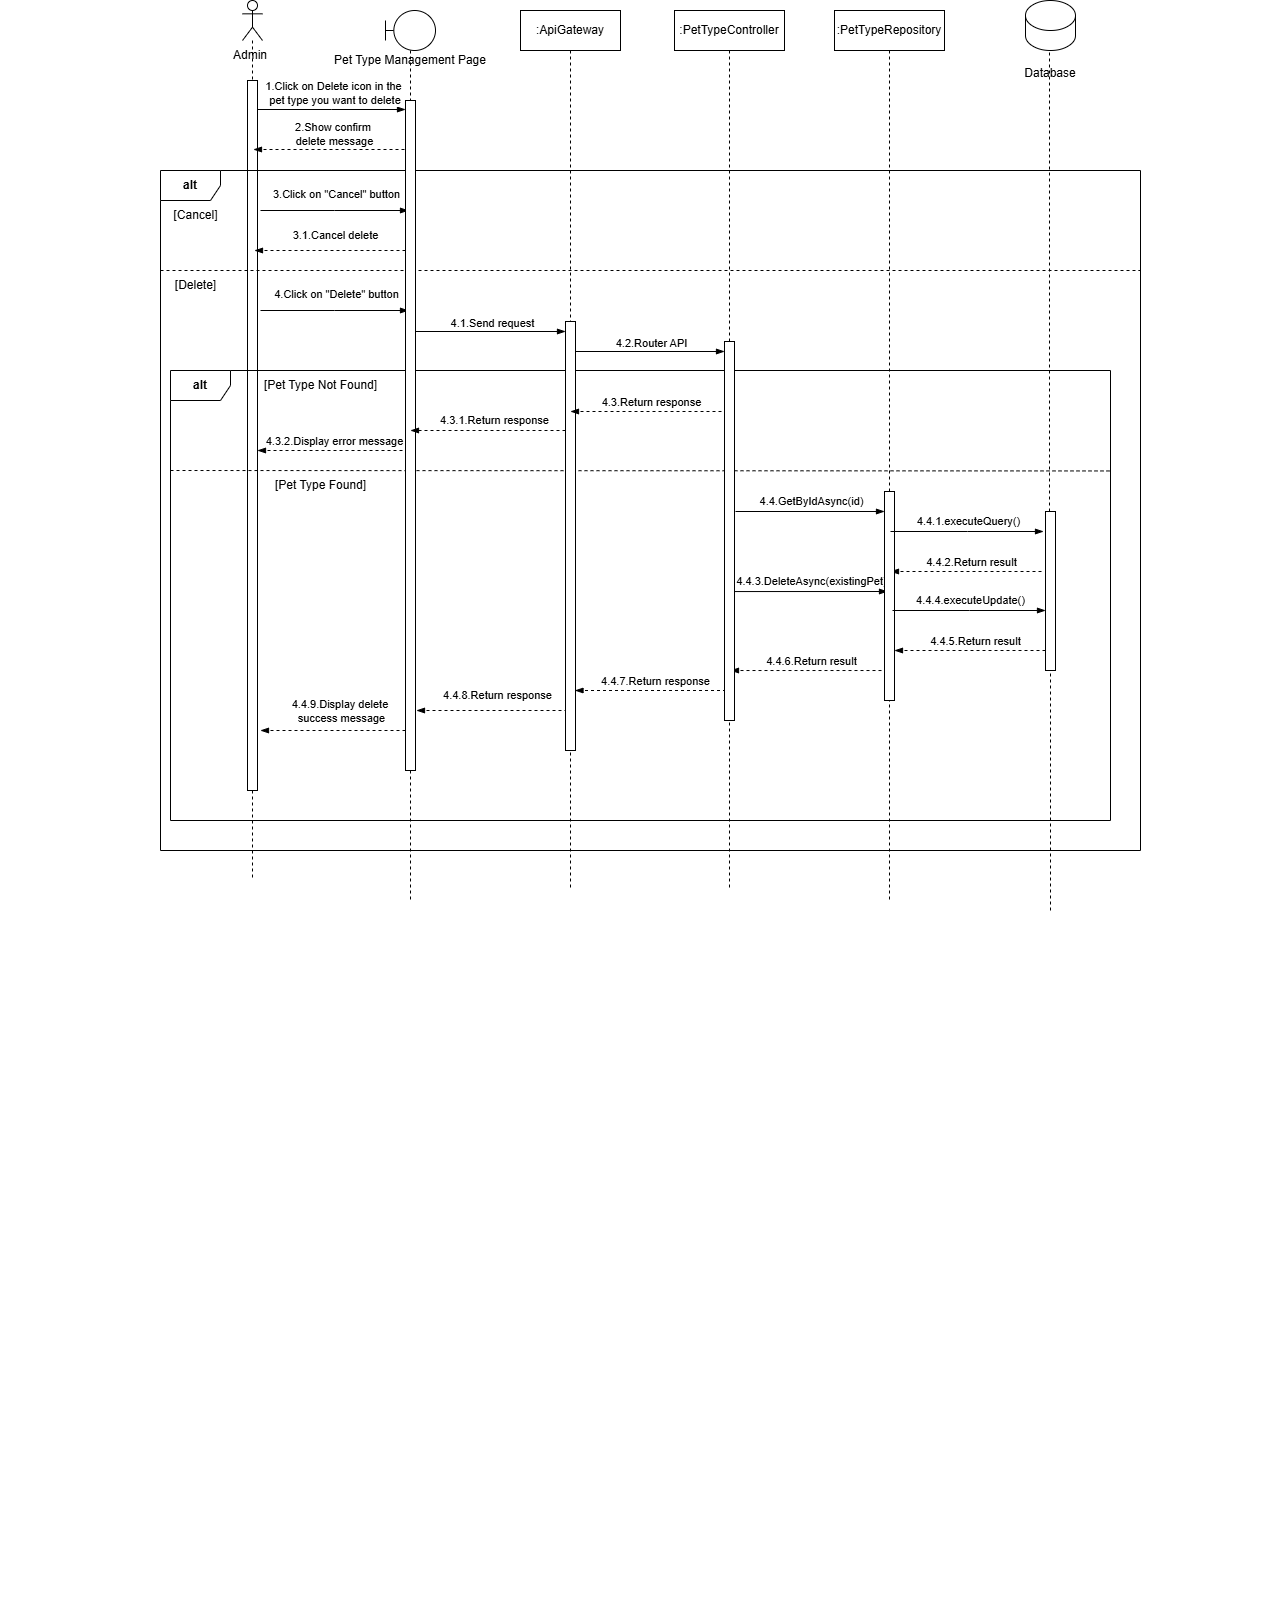 Admin
Pet Type Management Page
:ApiGateway
:PetTypeController
:PetTypeRepository
Database
1.Click on Delete icon in the
pet type you want to delete
2.Show confirm
delete message
alt
3.Click on "Cancel" button
[Cancel]
3.1.Cancel delete
[Delete]
4.Click on "Delete" button
4.1.Send request
4.2.Router API
alt
[Pet Type Not Found]
4.3.Return response
4.3.1.Return response
4.3.2.Display error message
[Pet Type Found]
4.4.GetByIdAsync(id)
4.4.1.executeQuery()
4.4.2.Return result
4.4.3.DeleteAsync(existingPet
4.4.4.executeUpdate()
4.4.5.Return result
4.4.6.Return result
4.4.7.Return response
4.4.8.Return response
4.4.9.Display delete
success message